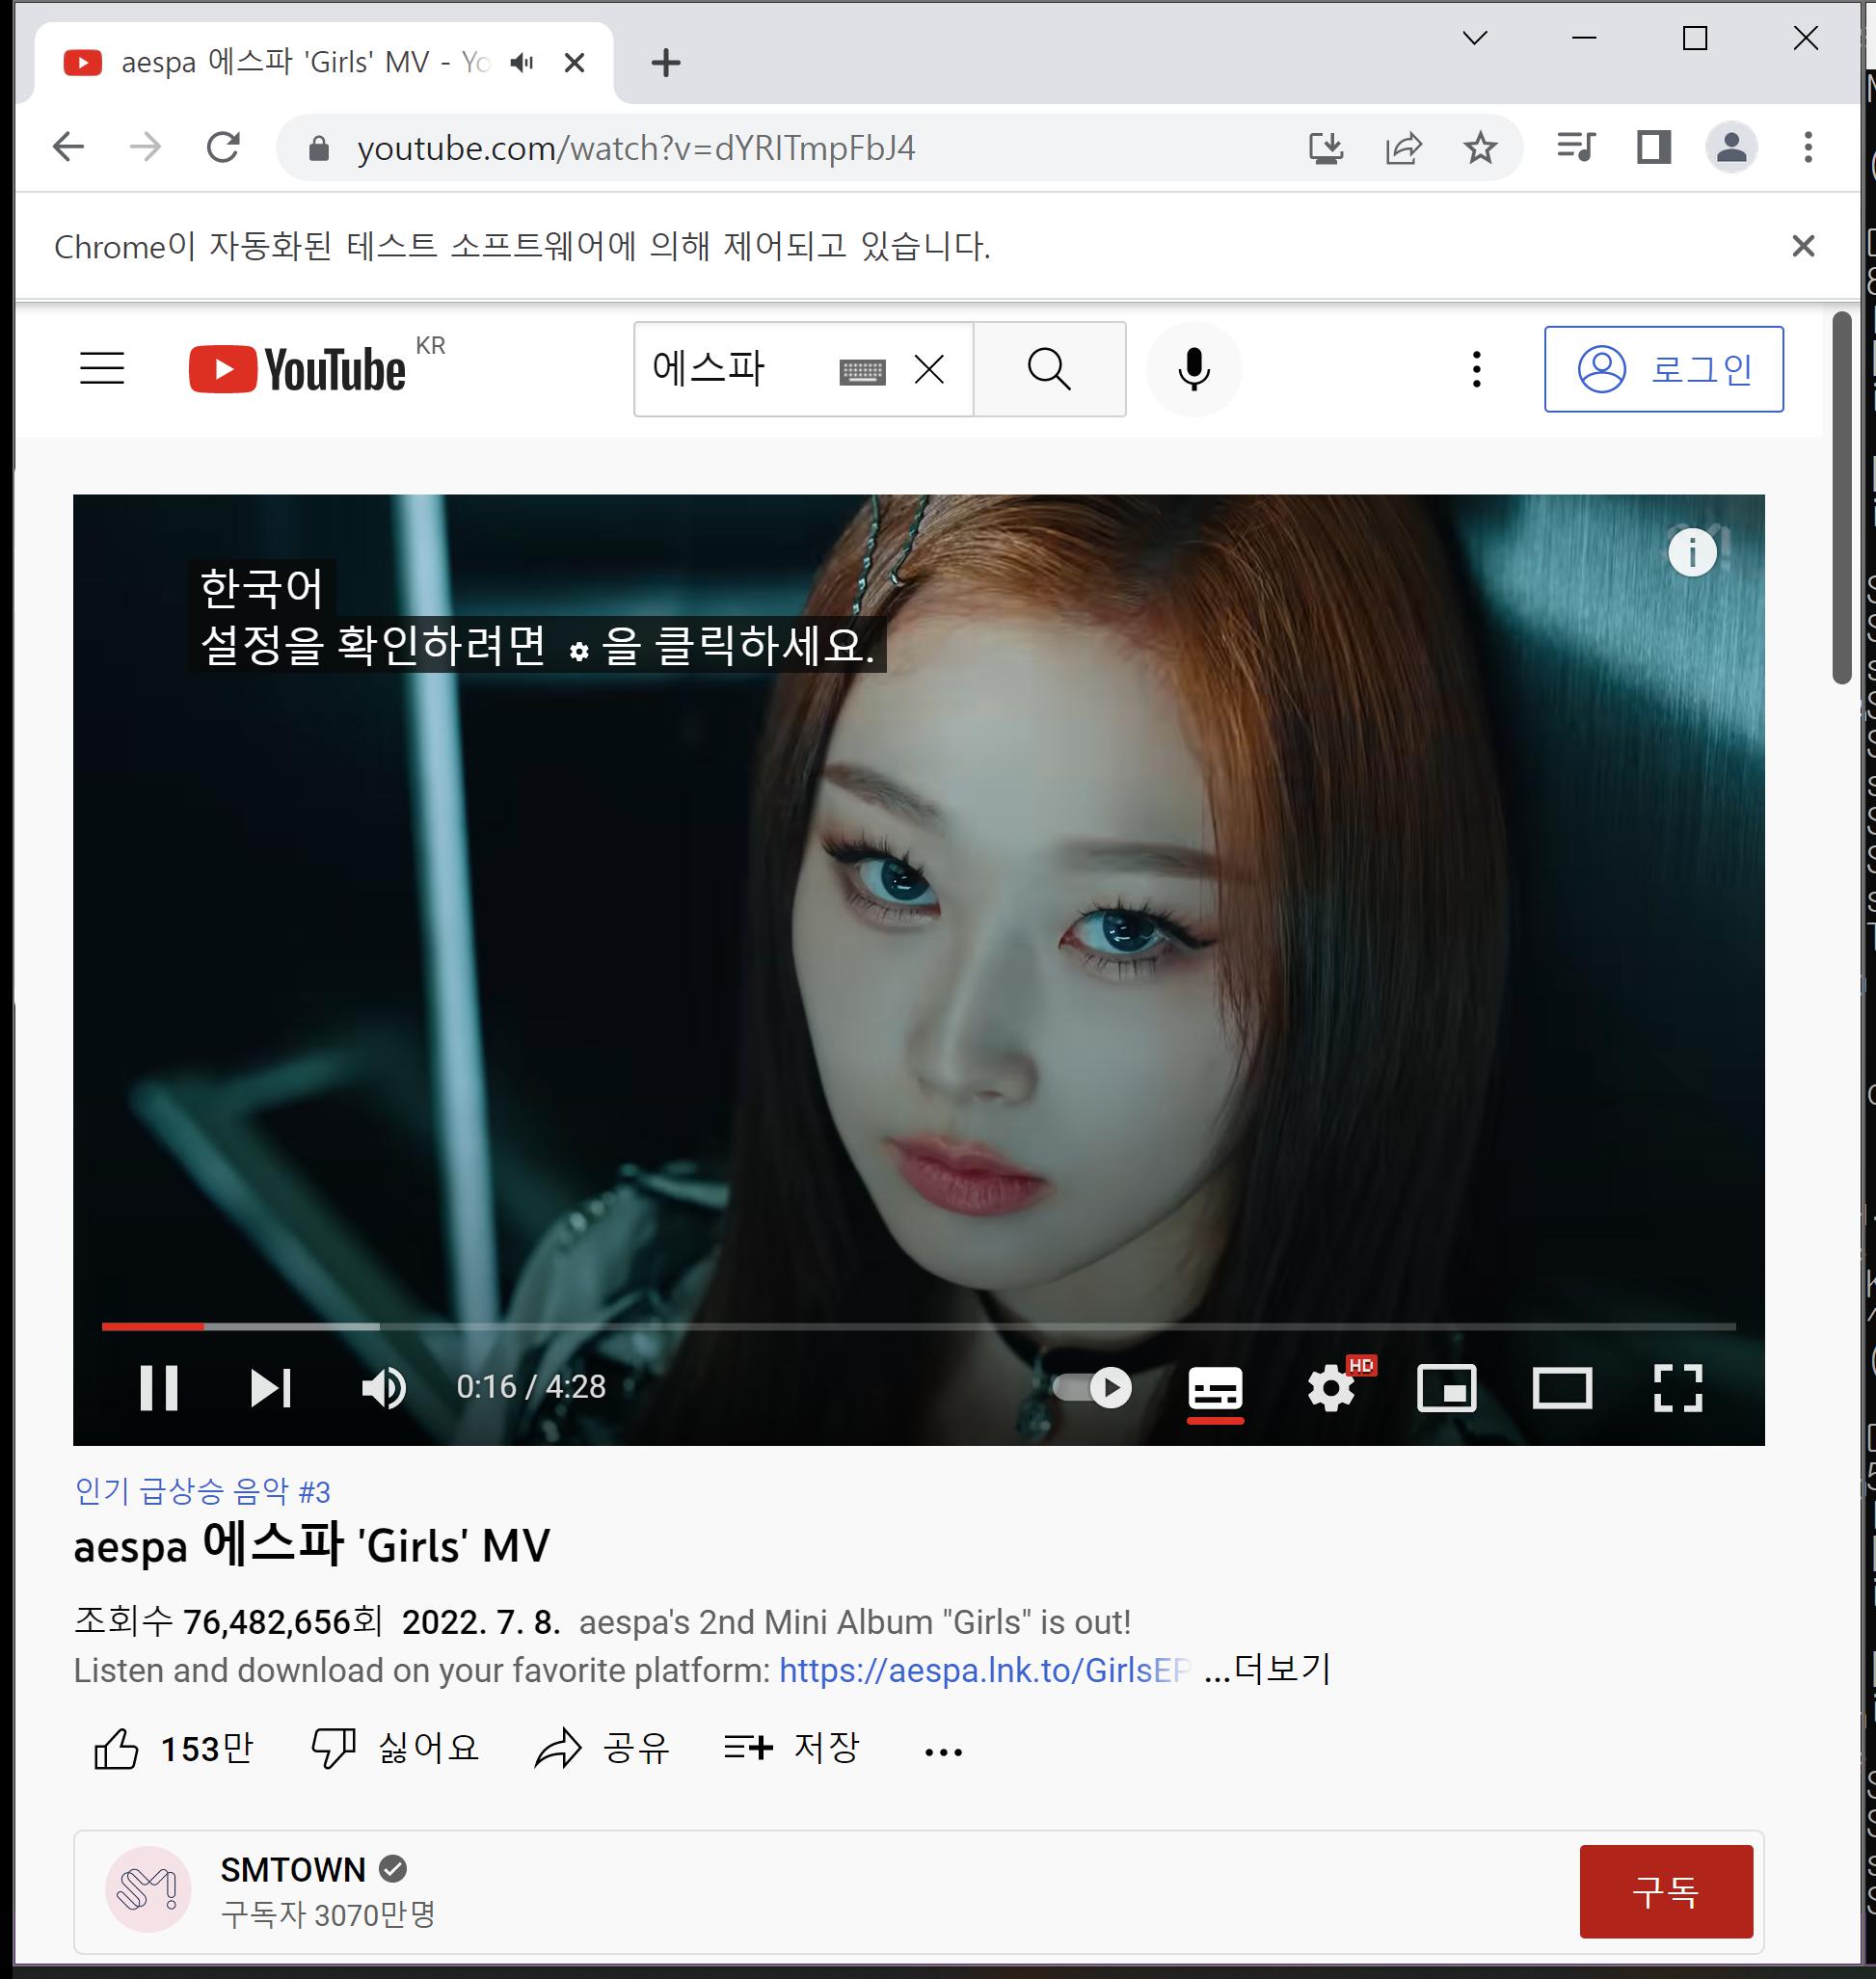 aespa 에스파 'Girls' MV - Yo
youtube.com/watch?v=dYRITmpFbJ4
Chrome이 자동화된 테스트 소프트웨어에 의해 제어되고 있습니다.
YouTube KR
에스파
로그인
한국어
설정을 확인하려면 을 클릭하세요.
0:16 / 4:28
HD
인기 급상승 음악 #3
aespa 에스파 'Girls' MV
조회수 76,482,656회 2022. 7. 8. aespa's 2nd Mini Album "Girls" is out!
Listen and download on your favorite platform: https://aespa.lnk.to/GirlsEP ...더보기
153만 싫어요 공유 저장
SMTOWN
구독자 3070만명
구독